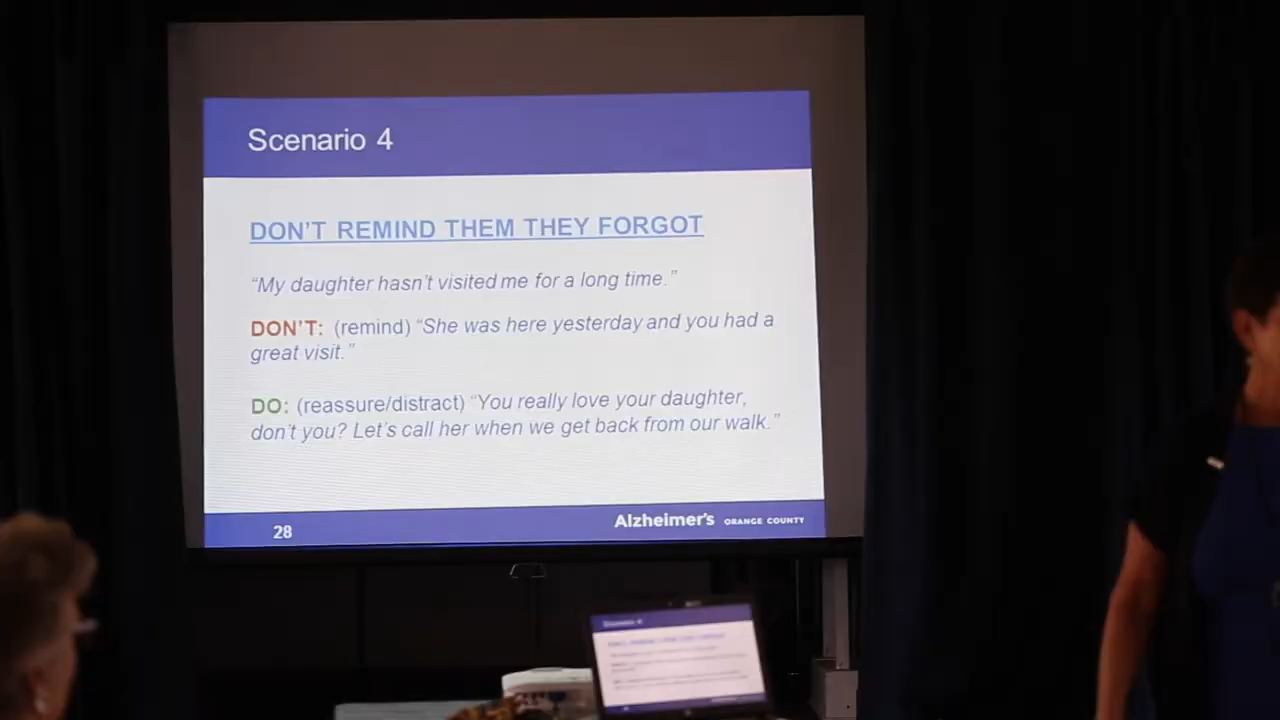 Scenario 4
DON'T REMIND THEM THEY FORGOT
“My daughter hasn't visited me for a long time.”
DON'T: (remind) “She was here yesterday and you had a
great visit.”
DO: (reassure/distract) “You really love your daughter,
don't you? Let's call her when we get back from our walk.”
28
Alzheimer's ORANGE COUNTY
Scenario 4